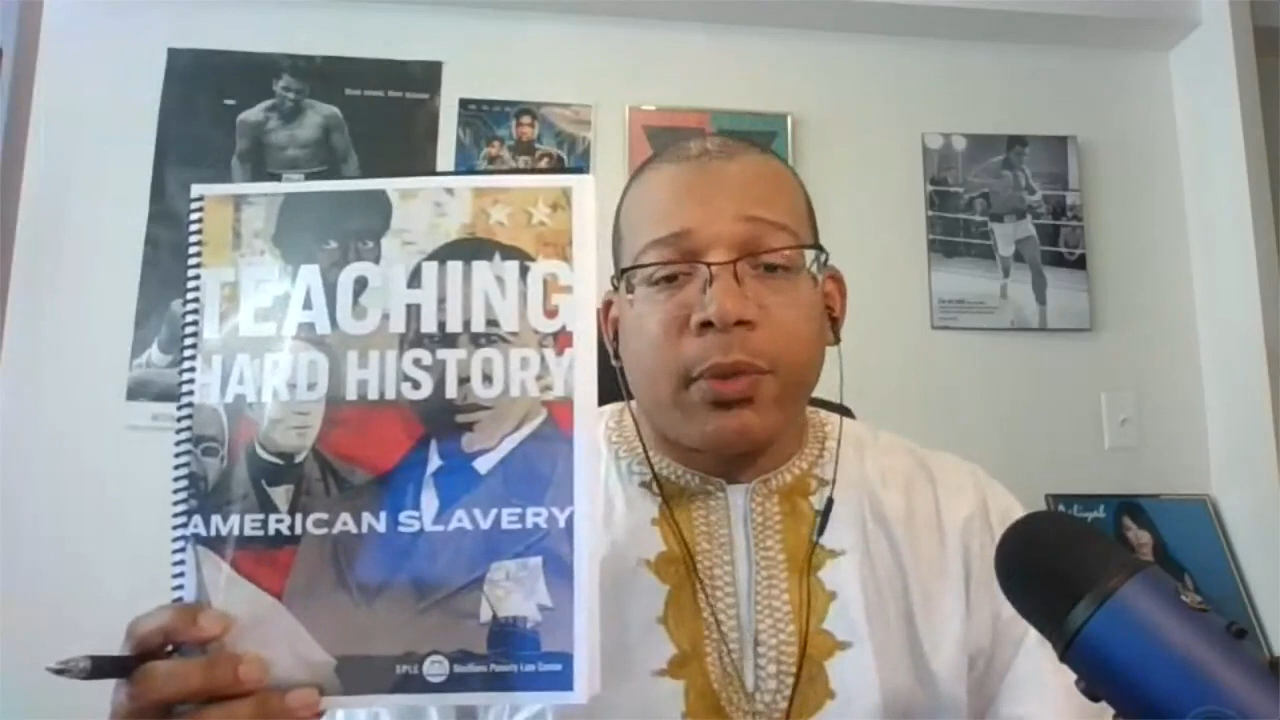 TEACHING
HARD HISTORY
AMERICAN SLAVERY
SPLC Southern Poverty Law Center